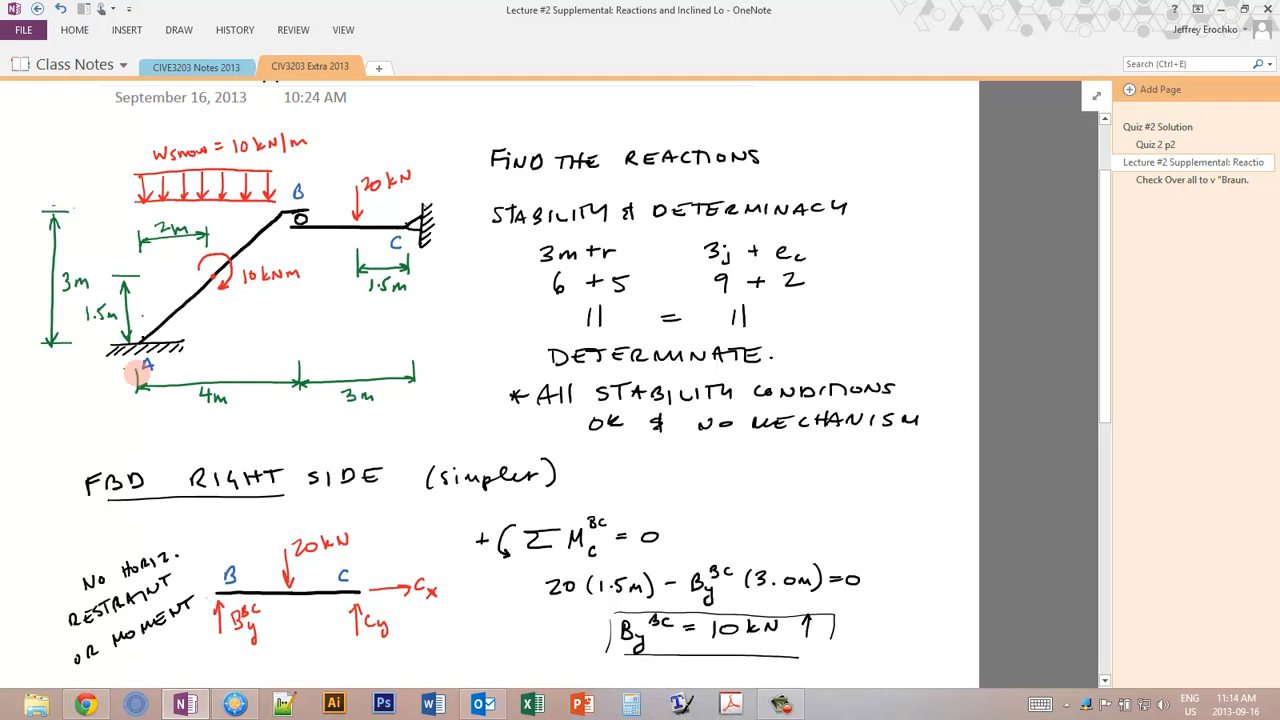 Lecture #2 Supplemental: Reactions and Inclined Lo - OneNote
FILE HOME INSERT DRAW HISTORY REVIEW VIEW
Jeffrey Erochko
Class Notes
CIVE3203 Notes 2013
CIV3203 Extra 2013
Search (Ctrl+E)
Add Page
Quiz #2 Solution
Quiz 2 p2
Lecture #2 Supplemental: Reactio
Check Over all to v "Braun.
September 16, 2013 10:24 AM
Wsnow = 10 kN/m
B
20 kN
2m
C
3m
10 kNm
1.5m
1.5m
A
4m
3m
FIND THE REACTIONS
STABILITY & DETERMINACY
3m + r 3j + ec
6 + 5 9 + 2
11 = 11
DETERMINATE.
* All STABILITY CONDITIONS
OK & NO MECHANISM
FBD RIGHT SIDE (simpler)
NO HORIZ.
RESTRAINT
OR MOMENT
20 kN
B C Cx
By^BC Cy
+ Σ Mc^BC = 0
20 (1.5m) - By^BC (3.0m) = 0
By^BC = 10 kN ↑
ENG
US
11:14 AM
2013-09-16